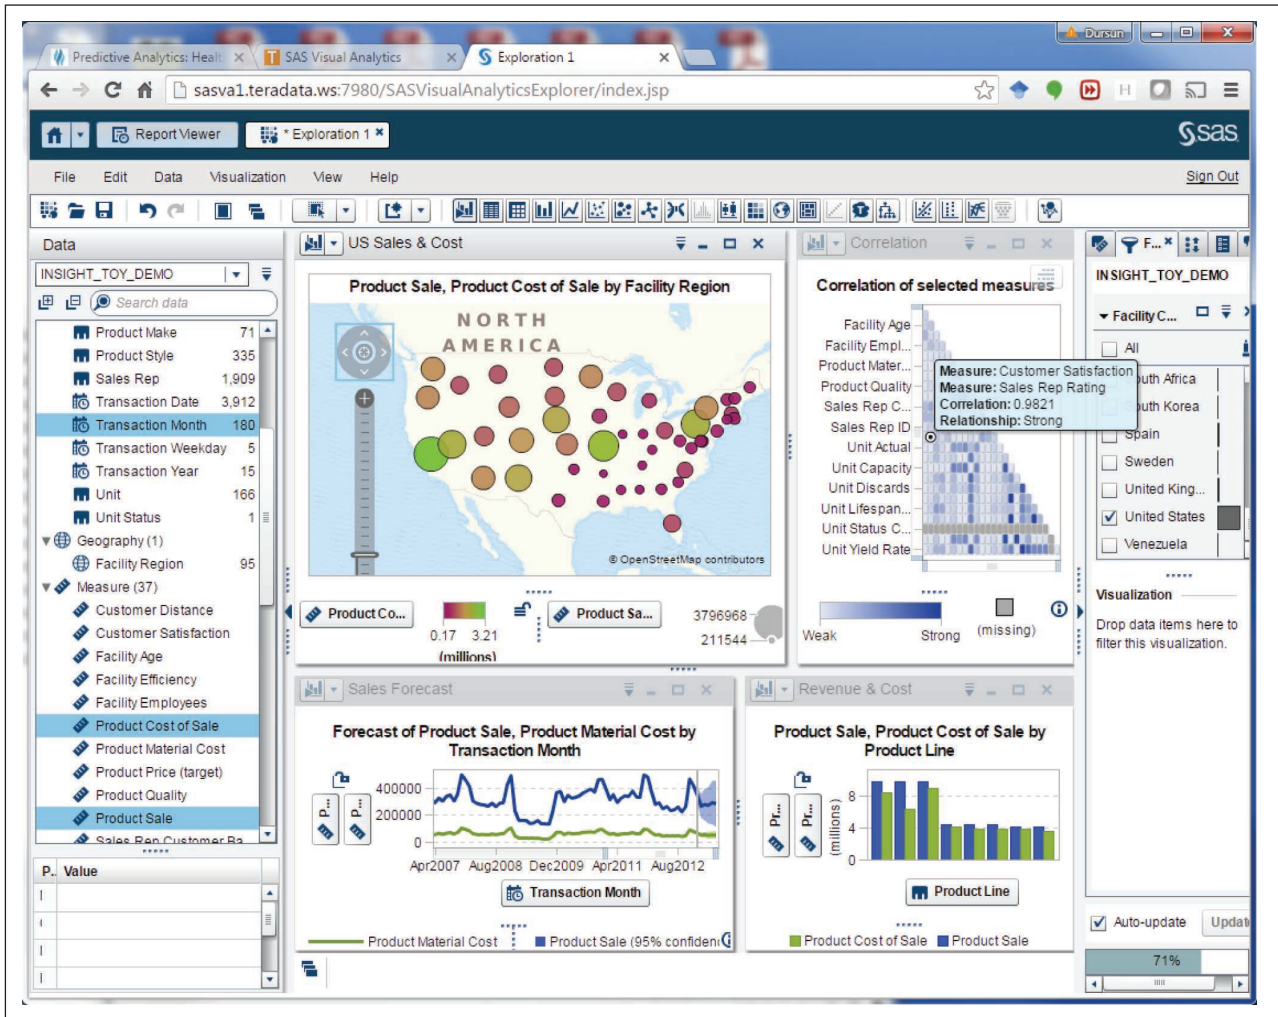 Dursun
Predictive Analytics: Healt
SAS Visual Analytics
Exploration 1
sasva1.teradata.ws:7980/SASVisualAnalyticsExplorer/index.jsp
Report Viewer
* Exploration 1
sas
File Edit Data Visualization View Help
Sign Out
Data
INSIGHT_TOY_DEMO
Search data
Product Make 71
Product Style 335
Sales Rep 1,909
Transaction Date 3,912
Transaction Month 180
Transaction Weekday 5
Transaction Year 15
Unit 166
Unit Status 1
Geography (1)
Facility Region 95
Measure (37)
Customer Distance
Customer Satisfaction
Facility Age
Facility Efficiency
Facility Employees
Product Cost of Sale
Product Material Cost
Product Price (target)
Product Quality
Product Sale
Sales Rep Customer Ba
P.. Value
US Sales & Cost
Product Sale, Product Cost of Sale by Facility Region
NORTH
AMERICA
© OpenStreetMap contributors
Product Co...
0.17 3.21
(millions)
Product Sa...
3796968
211544
Correlation
Correlation of selected measures
Facility Age
Facility Empl...
Product Mater...
Product Quality
Sales Rep C...
Sales Rep ID
Unit Actual
Unit Capacity
Unit Discards
Unit Lifespan...
Unit Status C...
Unit Yield Rate
Measure: Customer Satisfaction
Measure: Sales Rep Rating
Correlation: 0.9821
Relationship: Strong
Weak Strong (missing)
Sales Forecast
Forecast of Product Sale, Product Material Cost by
Transaction Month
P...
P...
400000
200000
0
Apr2007 Aug2008 Dec2009 Apr2011 Aug2012
Transaction Month
Product Material Cost
Product Sale (95% confiden
Revenue & Cost
Product Sale, Product Cost of Sale by
Product Line
Pr...
Pr...
(millions)
8
4
0
Product Line
Product Cost of Sale Product Sale
F...
INSIGHT_TOY_DEMO
Facility C...
All
outh Africa
outh Korea
Spain
Sweden
United King...
United States
Venezuela
Visualization
Drop data items here to
filter this visualization.
Auto-update
Updat
71%